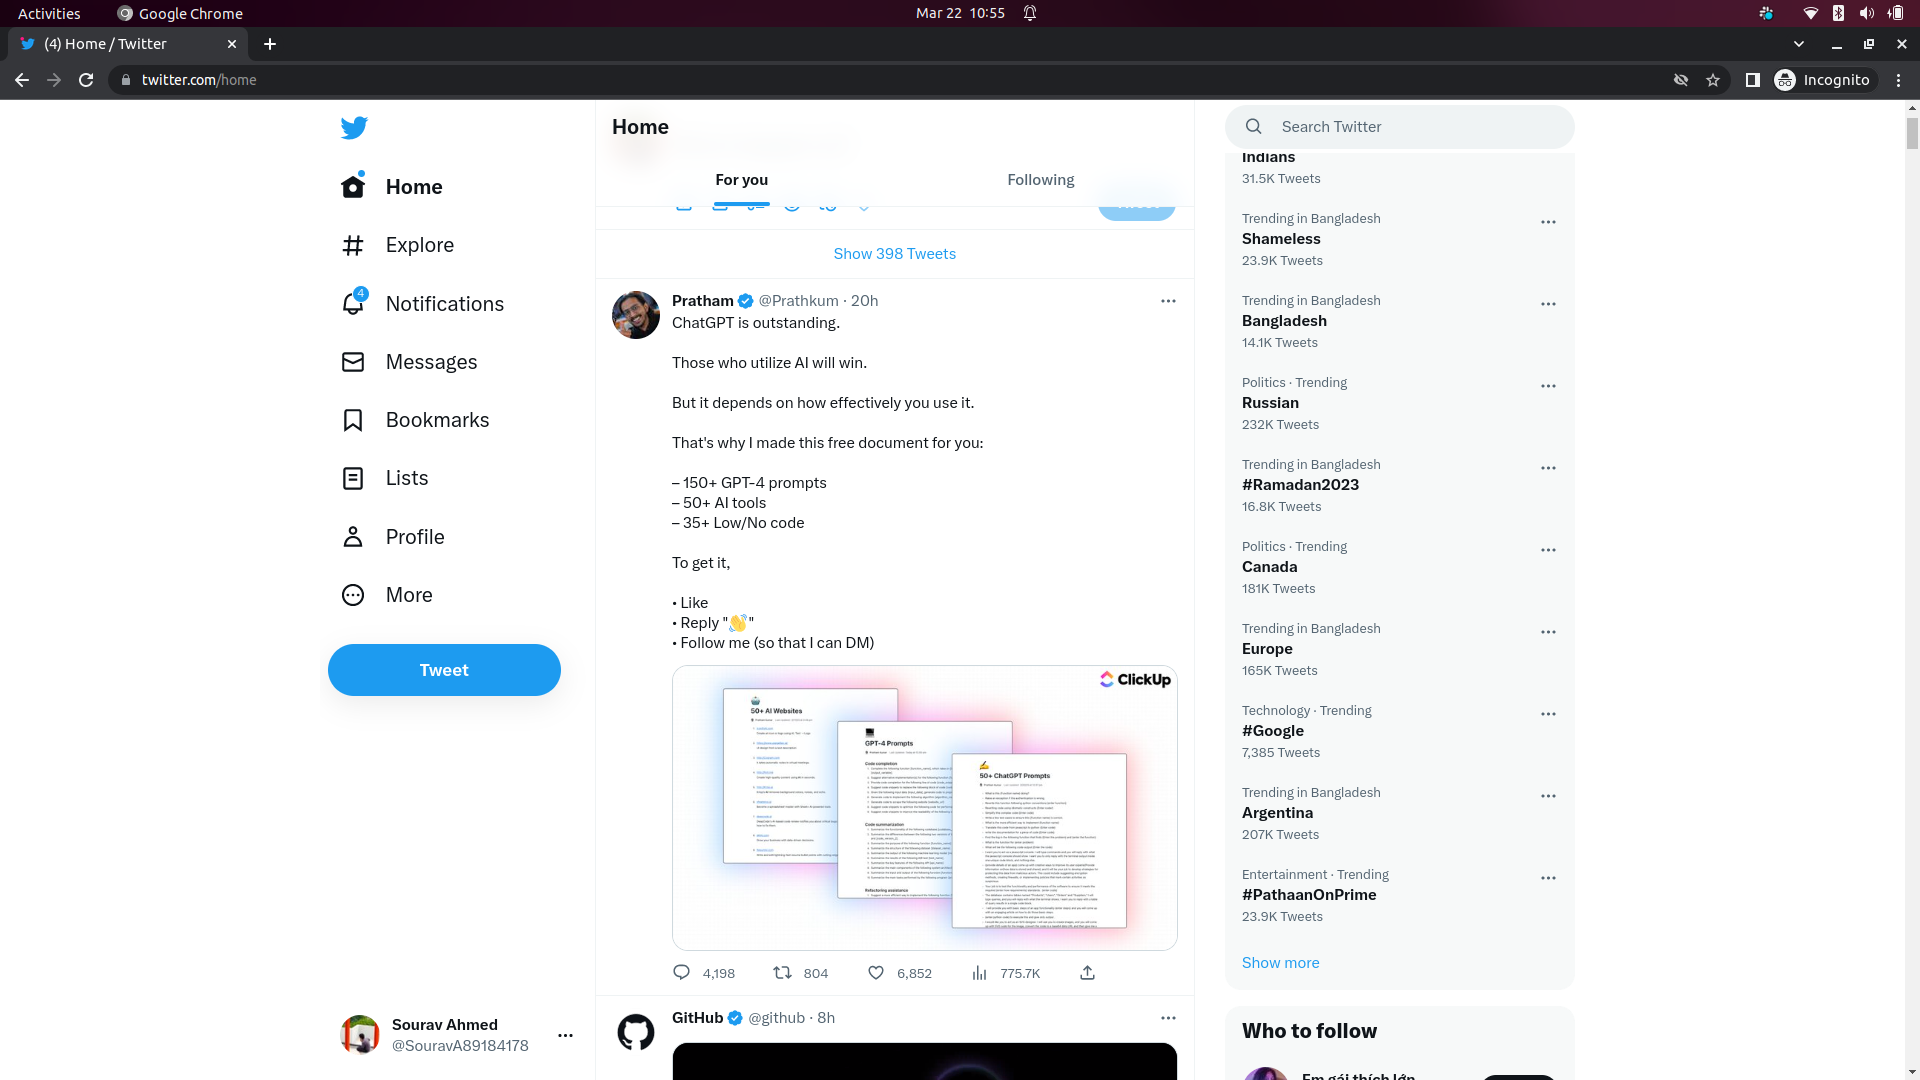 Activities
Google Chrome
Mar 22 10:55
(4) Home / Twitter
twitter.com/home
Incognito
Home
Explore
4
Notifications
Messages
Bookmarks
Lists
Profile
More
Tweet
Sourav Ahmed
@SouravA89184178
Home
For you
Following
Show 398 Tweets
Pratham @Prathkum · 20h
ChatGPT is outstanding.
Those who utilize AI will win.
But it depends on how effectively you use it.
That's why I made this free document for you:
– 150+ GPT-4 prompts
– 50+ AI tools
– 35+ Low/No code
To get it,
• Like
• Reply "👋"
• Follow me (so that I can DM)
ClickUp
50+ AI Websites
GPT-4 Prompts
Code completion
Code summarization
Refactoring assistance
50+ ChatGPT Prompts
4,198
804
6,852
775.7K
GitHub @github · 8h
Search Twitter
Indians
31.5K Tweets
Trending in Bangladesh
Shameless
23.9K Tweets
Trending in Bangladesh
Bangladesh
14.1K Tweets
Politics · Trending
Russian
232K Tweets
Trending in Bangladesh
#Ramadan2023
16.8K Tweets
Politics · Trending
Canada
181K Tweets
Trending in Bangladesh
Europe
165K Tweets
Technology · Trending
#Google
7,385 Tweets
Trending in Bangladesh
Argentina
207K Tweets
Entertainment · Trending
#PathaanOnPrime
23.9K Tweets
Show more
Who to follow
Em gái thích lớn